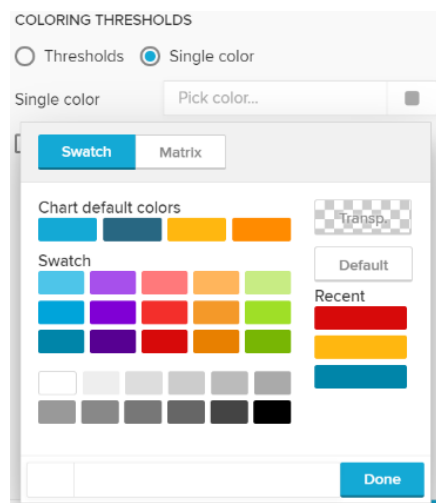 COLORING THRESHOLDS
Thresholds Single color
Single color Pick color...
Swatch Matrix
Chart default colors
Transp.
Swatch
Default
Recent
Done